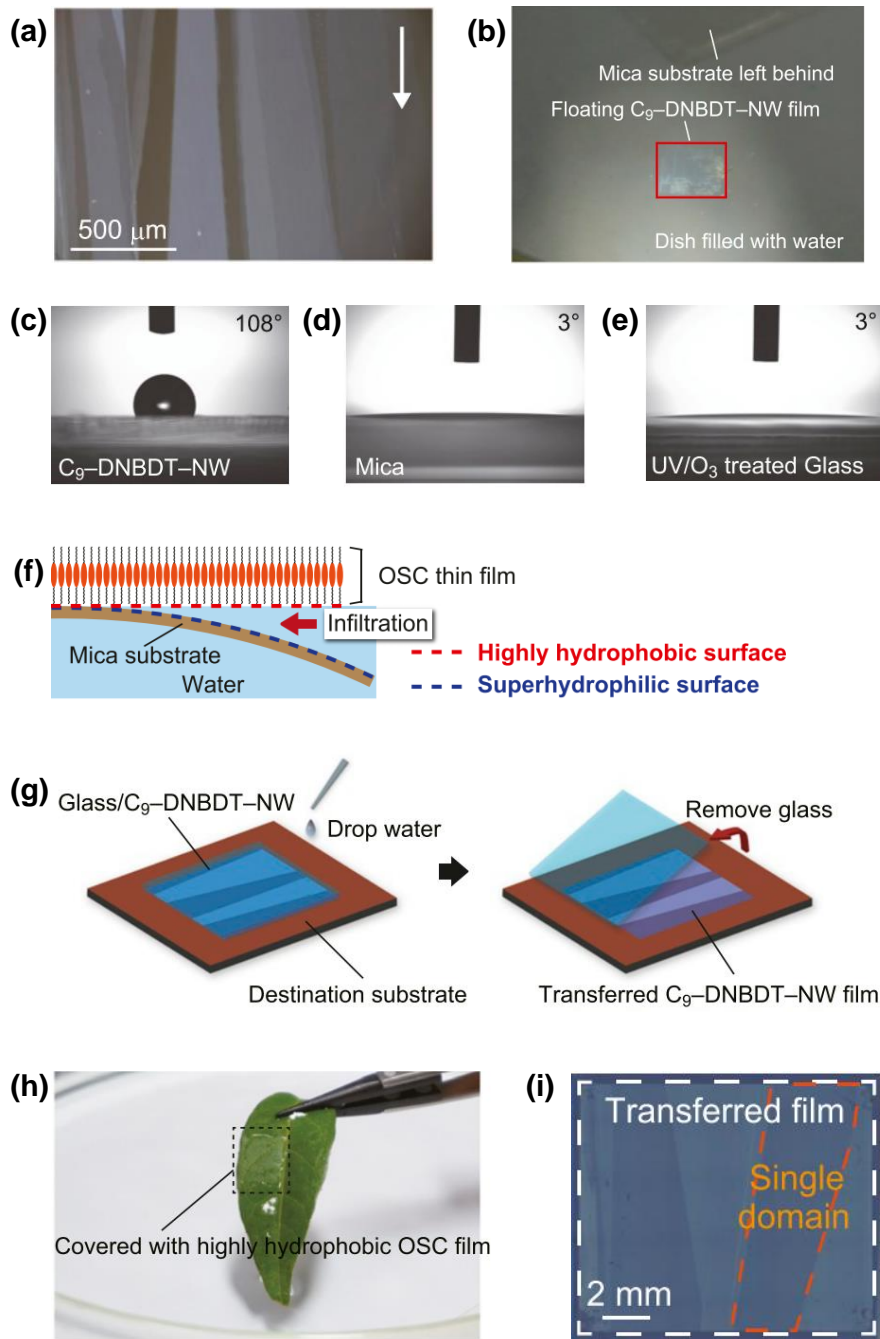 (a)
500 μm
(b)
Mica substrate left behind
Floating C₉–DNBDT–NW film
Dish filled with water
(c)
108°
C₉–DNBDT–NW
(d)
3°
Mica
(e)
3°
UV/O₃ treated Glass
(f)
OSC thin film
Infiltration
Mica substrate
Water
Highly hydrophobic surface
Superhydrophilic surface
(g)
Glass/C₉–DNBDT–NW
Drop water
Destination substrate
Remove glass
Transferred C₉–DNBDT–NW film
(h)
Covered with highly hydrophobic OSC film
(i)
Transferred film
Single
domain
2 mm